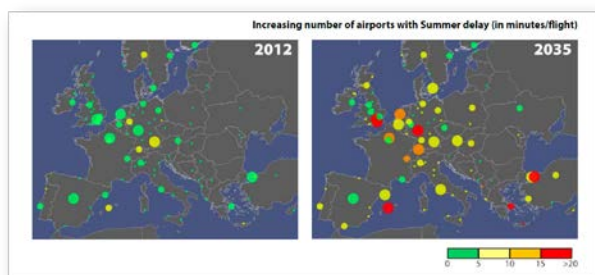 Increasing number of airports with Summer delay (in minutes/flight)
2012
2035
0 5 10 15 >20